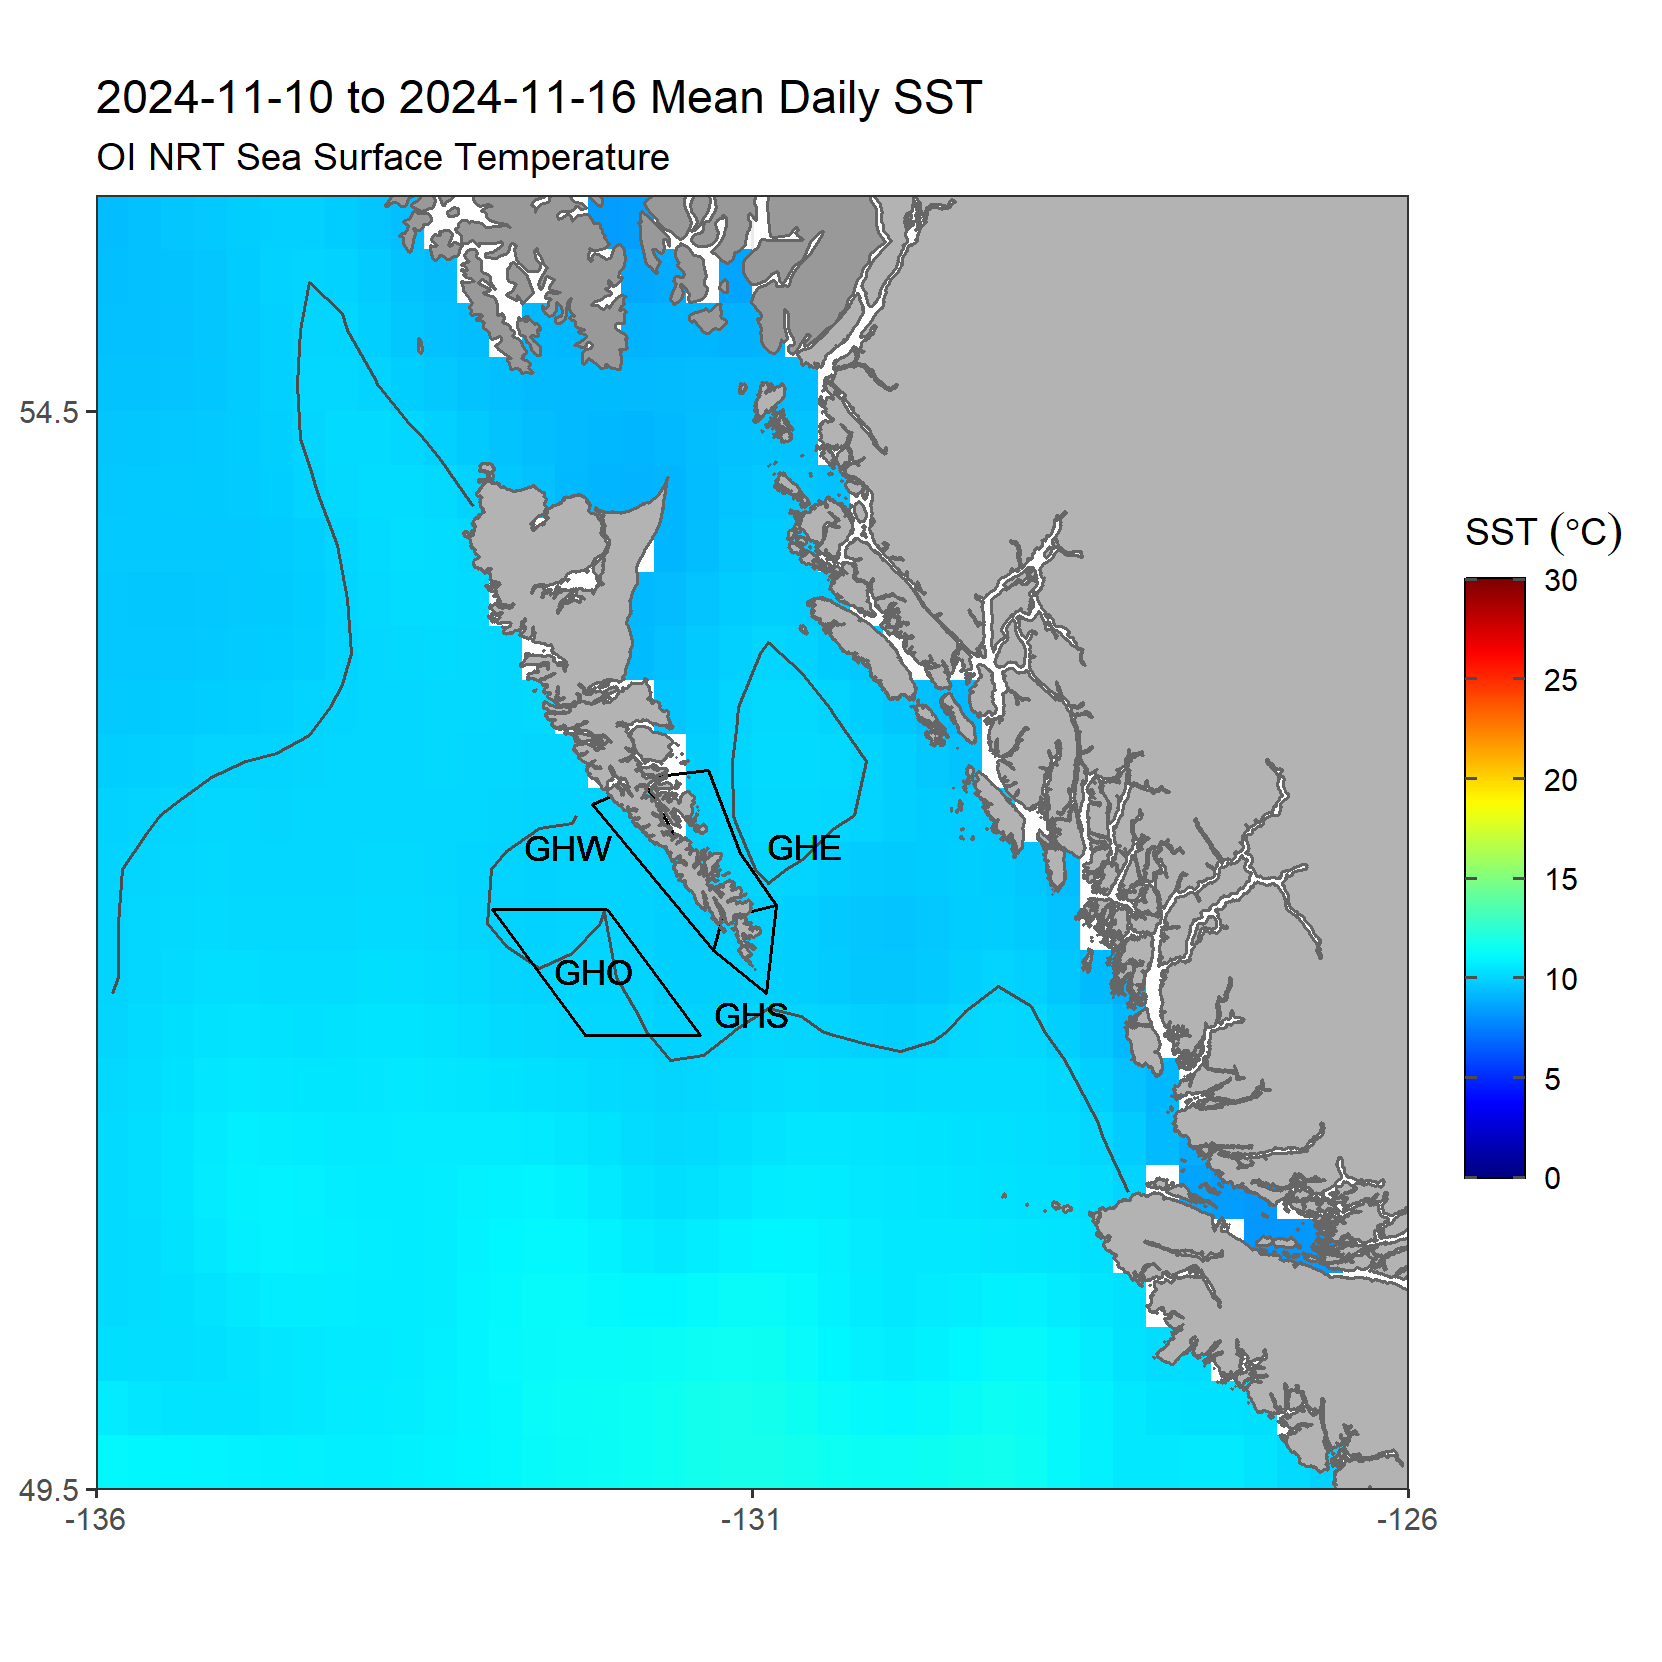 2024-11-10 to 2024-11-16 Mean Daily SST
OI NRT Sea Surface Temperature
54.5
49.5
-136
-131
-126
GHW
GHE
GHO
GHS
SST (°C)
30
25
20
15
10
5
0